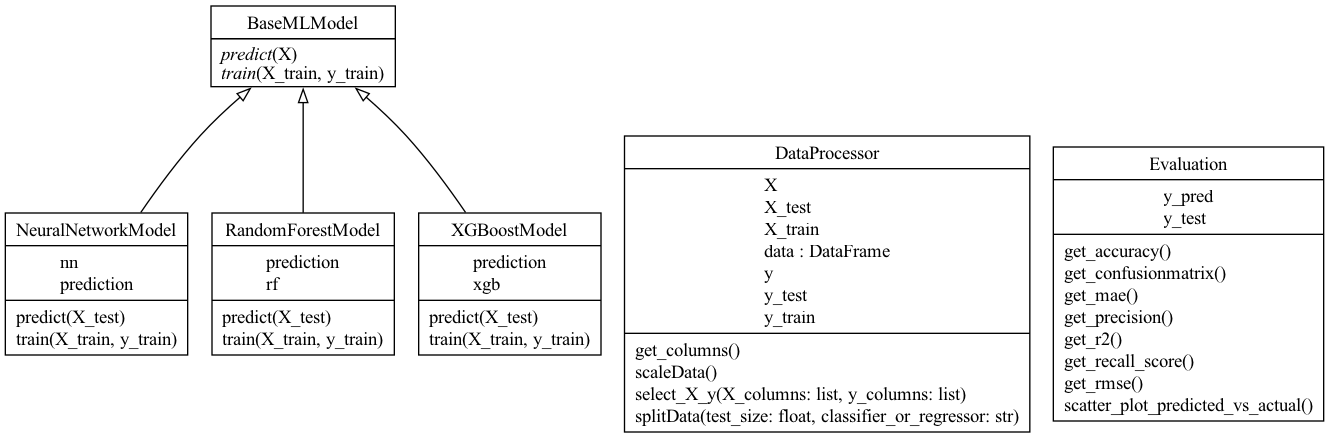 BaseMLModel
predict(X)
train(X_train, y_train)
NeuralNetworkModel
nn
prediction
predict(X_test)
train(X_train, y_train)
RandomForestModel
prediction
rf
predict(X_test)
train(X_train, y_train)
XGBoostModel
prediction
xgb
predict(X_test)
train(X_train, y_train)
DataProcessor
X
X_test
X_train
data : DataFrame
y
y_test
y_train
get_columns()
scaleData()
select_X_y(X_columns: list, y_columns: list)
splitData(test_size: float, classifier_or_regressor: str)
Evaluation
y_pred
y_test
get_accuracy()
get_confusionmatrix()
get_mae()
get_precision()
get_r2()
get_recall_score()
get_rmse()
scatter_plot_predicted_vs_actual()